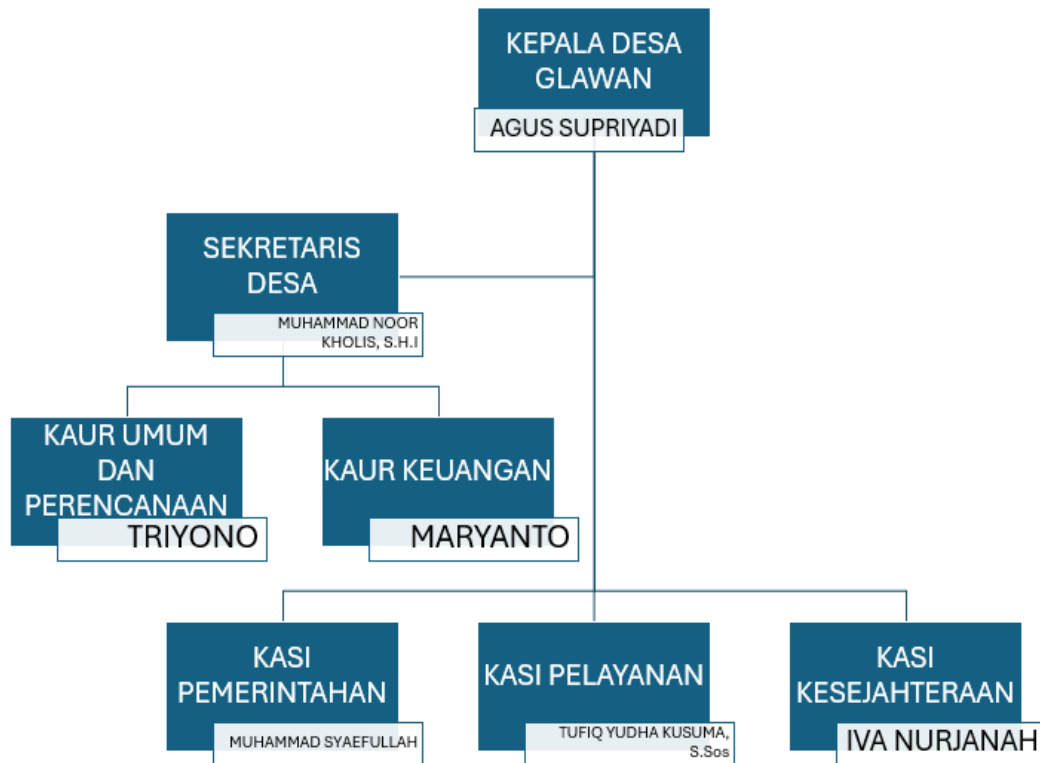 KEPALA DESA
GLAWAN
AGUS SUPRIYADI
SEKRETARIS
DESA
MUHAMMAD NOOR
KHOLIS, S.H.I
KAUR UMUM
DAN
PERENCANAAN
TRIYONO
KAUR KEUANGAN
MARYANTO
KASI
PEMERINTAHAN
MUHAMMAD SYAEFULLAH
KASI PELAYANAN
TUFIQ YUDHA KUSUMA,
S.Sos
KASI
KESEJAHTERAAN
IVA NURJANAH